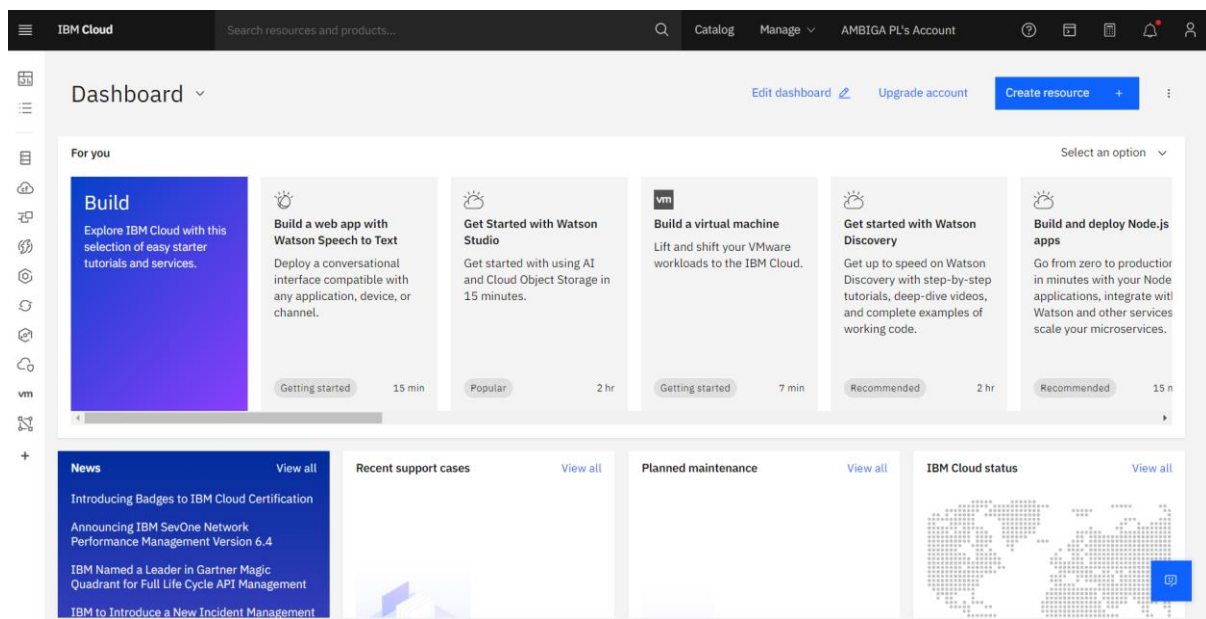 IBM Cloud
Search resources and products...
Catalog
Manage
AMBIGA PL's Account
Dashboard
Edit dashboard
Upgrade account
Create resource +
For you
Select an option
Build
Explore IBM Cloud with this
selection of easy starter
tutorials and services.
Build a web app with
Watson Speech to Text
Deploy a conversational
interface compatible with
any application, device, or
channel.
Getting started
15 min
Get Started with Watson
Studio
Get started with using AI
and Cloud Object Storage in
15 minutes.
Popular
2 hr
vm
Build a virtual machine
Lift and shift your VMware
workloads to the IBM Cloud.
Getting started
7 min
Get started with Watson
Discovery
Get up to speed on Watson
Discovery with step-by-step
tutorials, deep-dive videos,
and complete examples of
working code.
Recommended
2 hr
Build and deploy Node.js
apps
Go from zero to production
in minutes with your Node
applications, integrate with
Watson and other services
scale your microservices.
Recommended
15
vm
News
View all
Introducing Badges to IBM Cloud Certification
Announcing IBM SevOne Network
Performance Management Version 6.4
IBM Named a Leader in Gartner Magic
Quadrant for Full Life Cycle API Management
IBM to Introduce a New Incident Management
Recent support cases
View all
Planned maintenance
View all
IBM Cloud status
View all